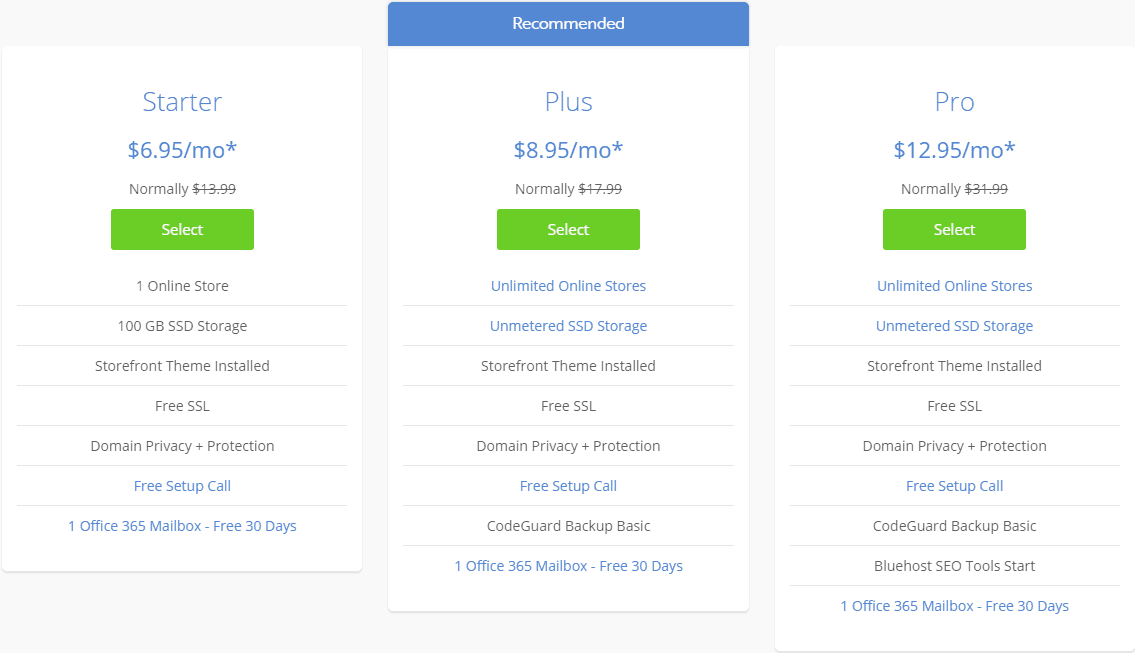 Recommended
Starter
$6.95/mo*
Normally $13.99
Select
1 Online Store
100 GB SSD Storage
Storefront Theme Installed
Free SSL
Domain Privacy + Protection
Free Setup Call
1 Office 365 Mailbox - Free 30 Days
Plus
$8.95/mo*
Normally $17.99
Select
Unlimited Online Stores
Unmetered SSD Storage
Storefront Theme Installed
Free SSL
Domain Privacy + Protection
Free Setup Call
CodeGuard Backup Basic
1 Office 365 Mailbox - Free 30 Days
Pro
$12.95/mo*
Normally $31.99
Select
Unlimited Online Stores
Unmetered SSD Storage
Storefront Theme Installed
Free SSL
Domain Privacy + Protection
Free Setup Call
CodeGuard Backup Basic
Bluehost SEO Tools Start
1 Office 365 Mailbox - Free 30 Days